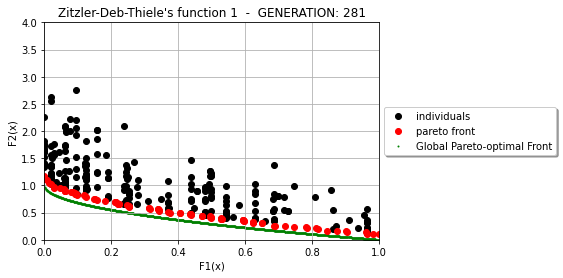 Zitzler-Deb-Thiele's function 1 - GENERATION: 281
4.0
3.5
3.0
2.5
2.0
1.5
1.0
0.5
0.0
F2(x)
0.0 0.2 0.4 0.6 0.8 1.0
F1(x)
individuals
pareto front
Global Pareto-optimal Front